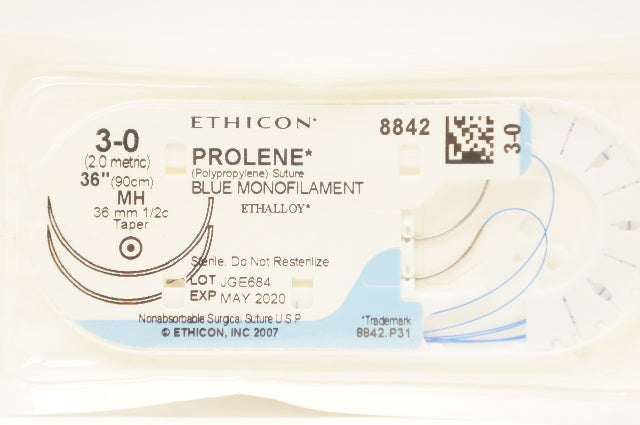 3-0
(2.0 metric)
36" (90cm)
MH
36 mm 1/2c
Taper
ETHICON*
PROLENE*
(Polypropylene) Suture
BLUE MONOFILAMENT
ETHALLOY*
Sterile. Do Not Resterilize
LOT JGE684
EXP MAY 2020
Nonabsorbable Surgical Suture U.S.P.
© ETHICON, INC 2007
8842
3-0
*Trademark
8842.P31